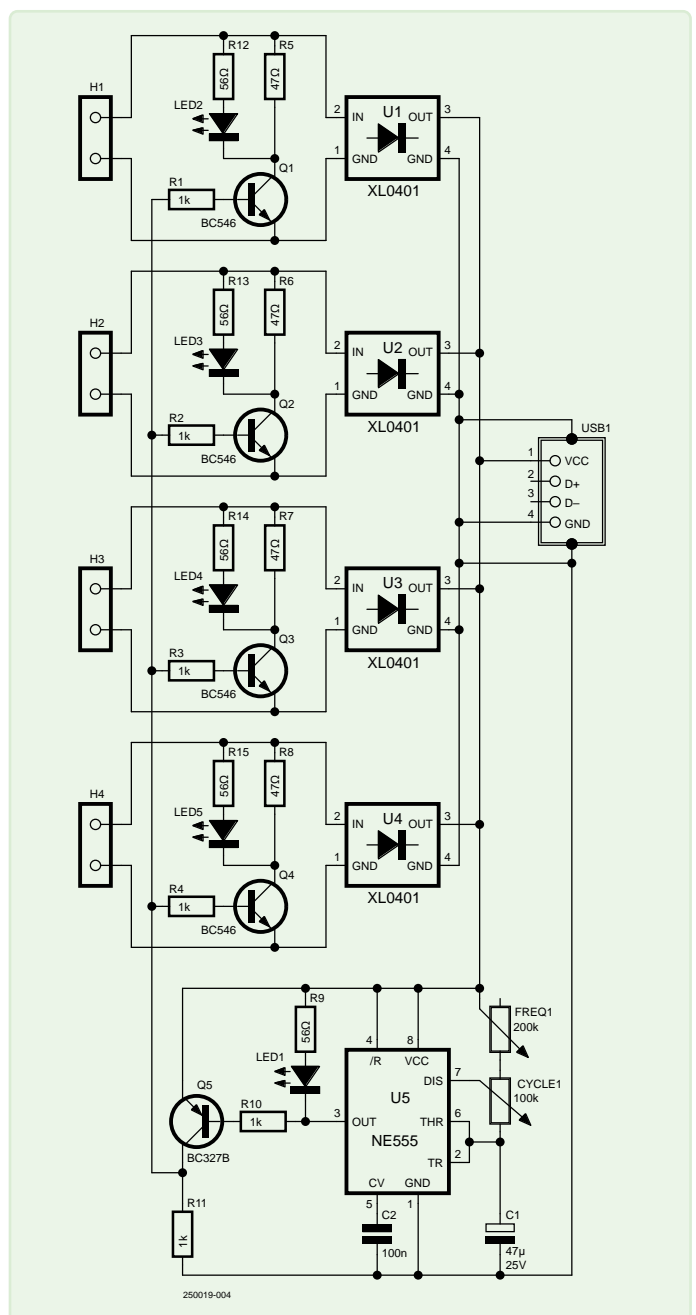 R12
R5
56Ω
47Ω
H1
LED2
2
IN
U1
OUT
3
1
GND
GND
4
XL0401
Q1
R1
1k
BC546
R13
R6
56Ω
47Ω
H2
LED3
2
IN
U2
OUT
3
1
GND
GND
4
XL0401
Q2
R2
1k
BC546
USB1
1
VCC
2
D+
3
D–
4
GND
R14
R7
56Ω
47Ω
H3
LED4
2
IN
U3
OUT
3
1
GND
GND
4
XL0401
Q3
R3
1k
BC546
R15
R8
56Ω
47Ω
H4
LED5
2
IN
U4
OUT
3
1
GND
GND
4
XL0401
Q4
R4
1k
BC546
R9
56Ω
FREQ1
200k
4
8
/R
VCC
LED1
7
DIS
CYCLE1
100k
Q5
R10
1k
3
OUT
U5
NE555
THR
6
TR
2
BC327B
CV
GND
5
1
R11
1k
C2
100n
C1
47µ
25V
250019-004